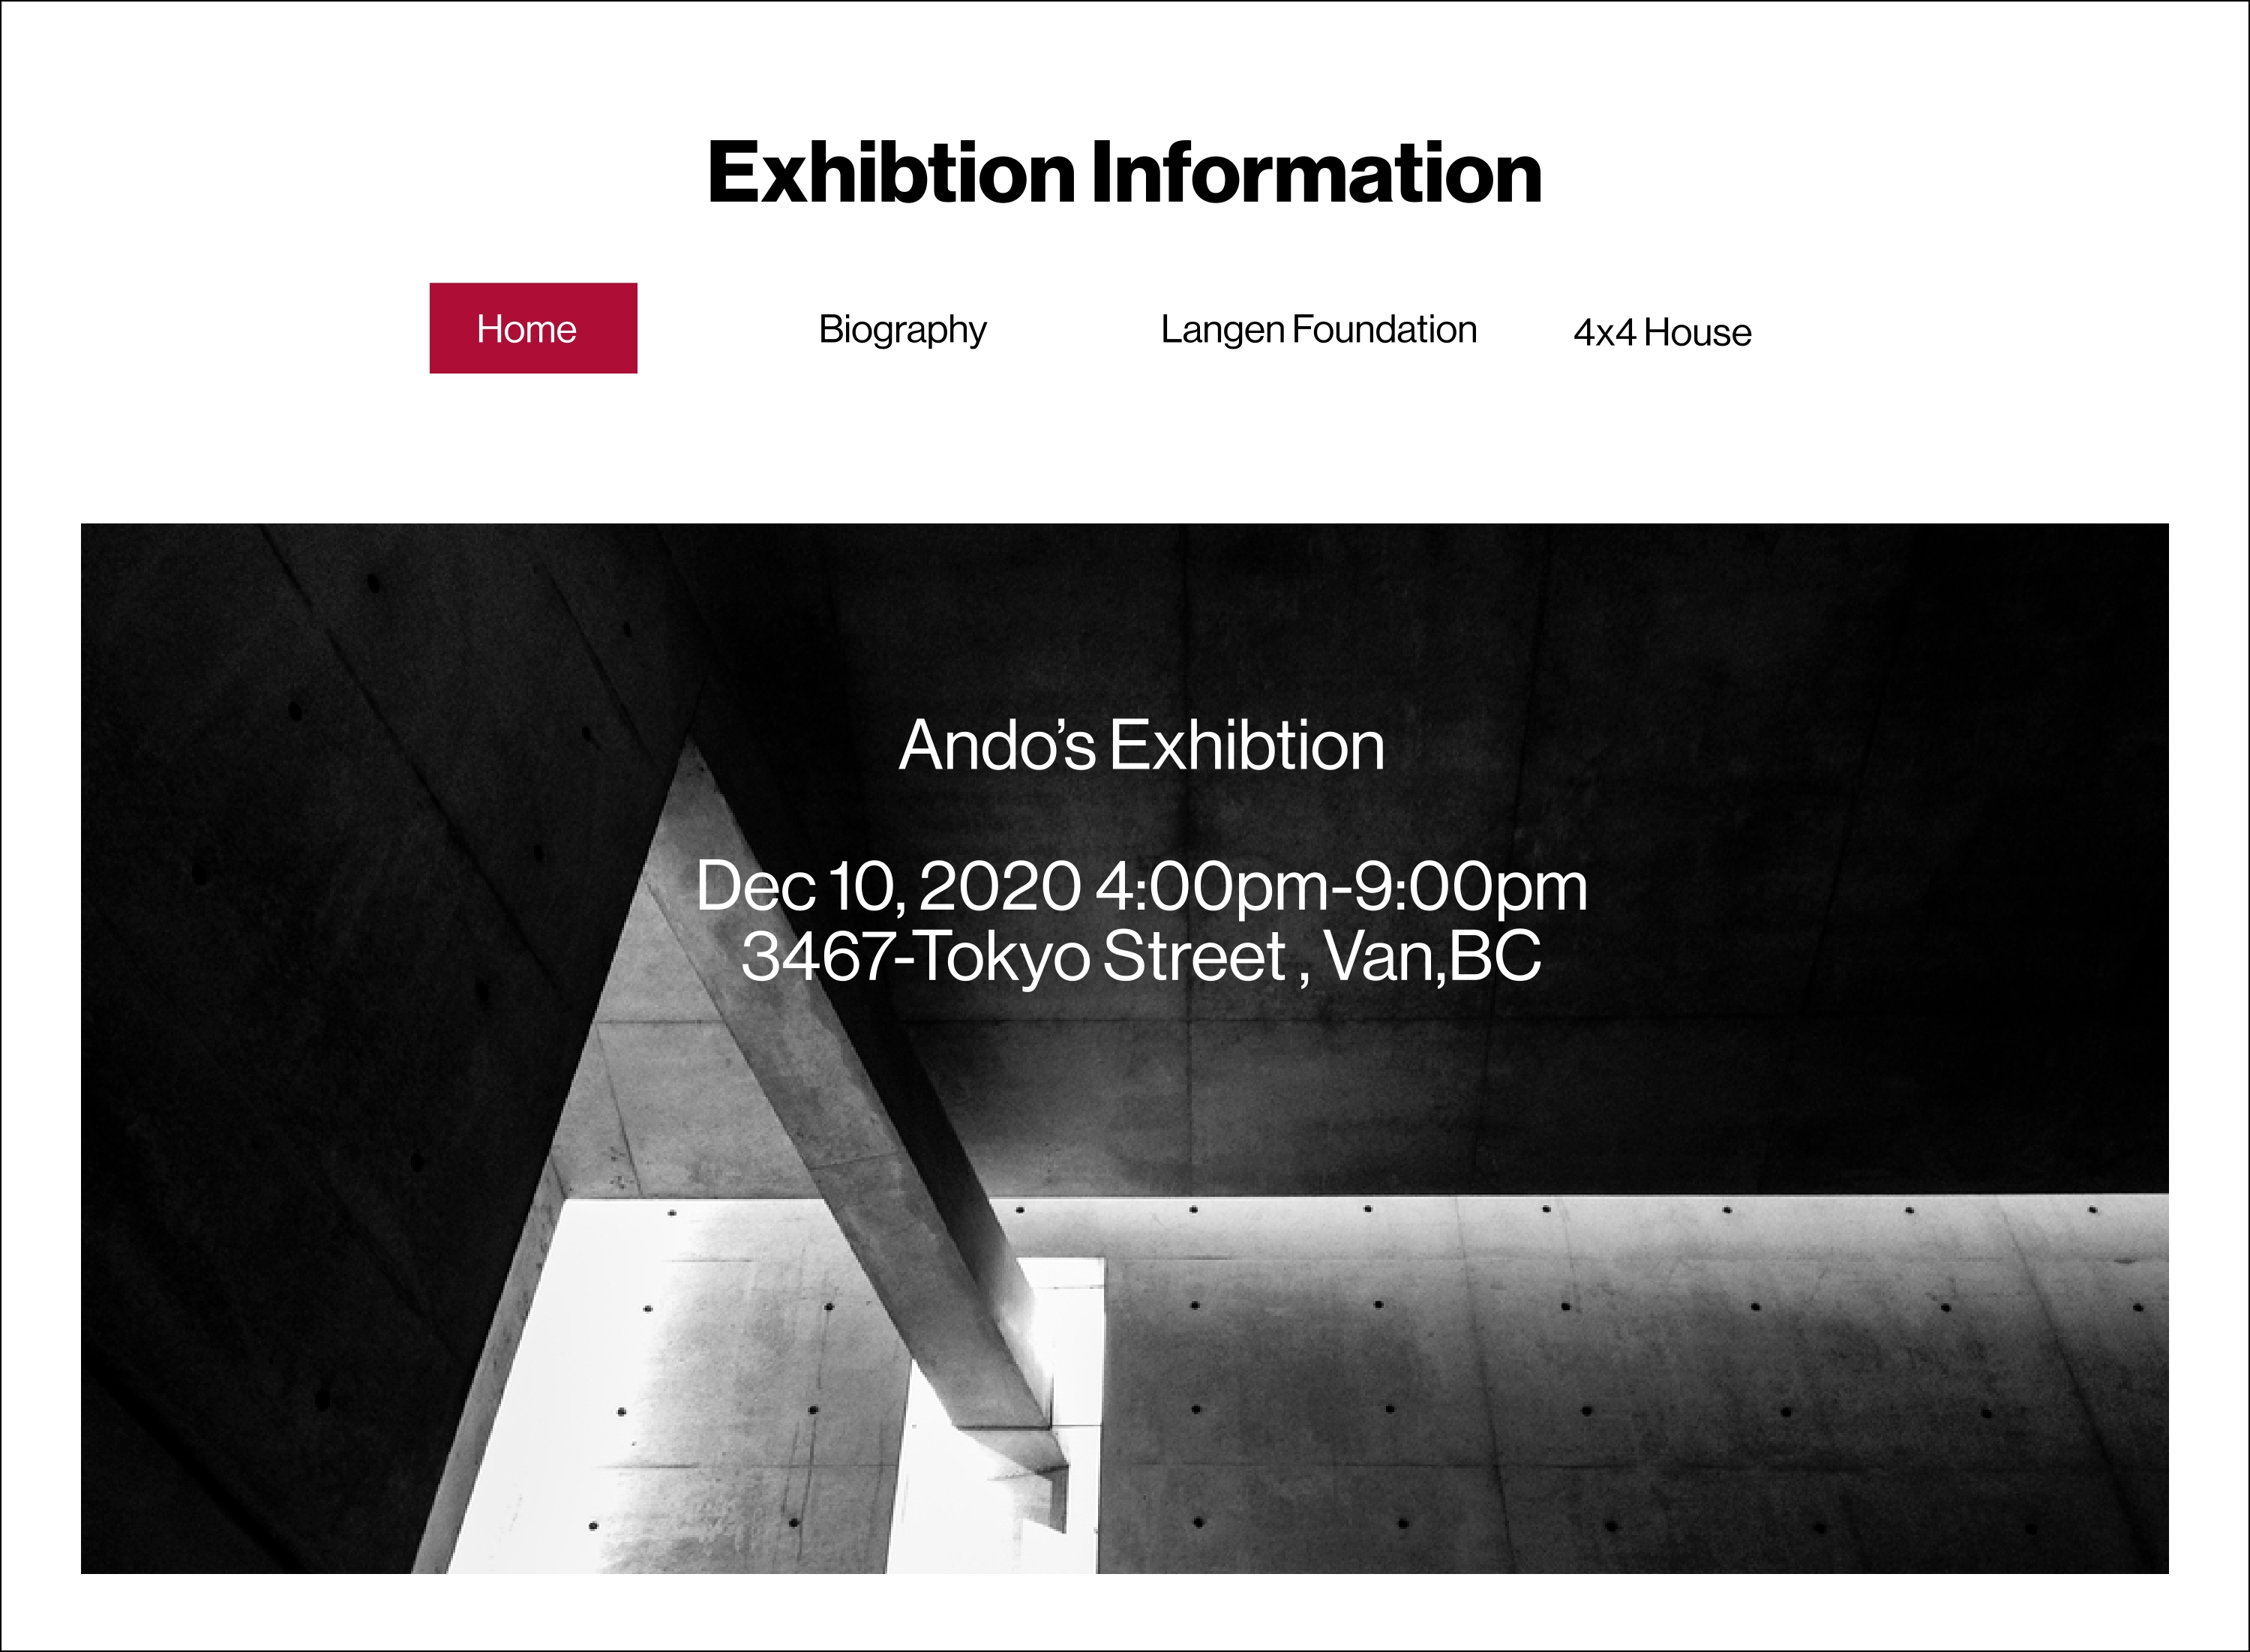 Exhibtion Information
Home Biography Langen Foundation 4x4 House
Ando’s Exhibtion
Dec 10, 2020 4:00pm-9:00pm
3467-Tokyo Street , Van,BC